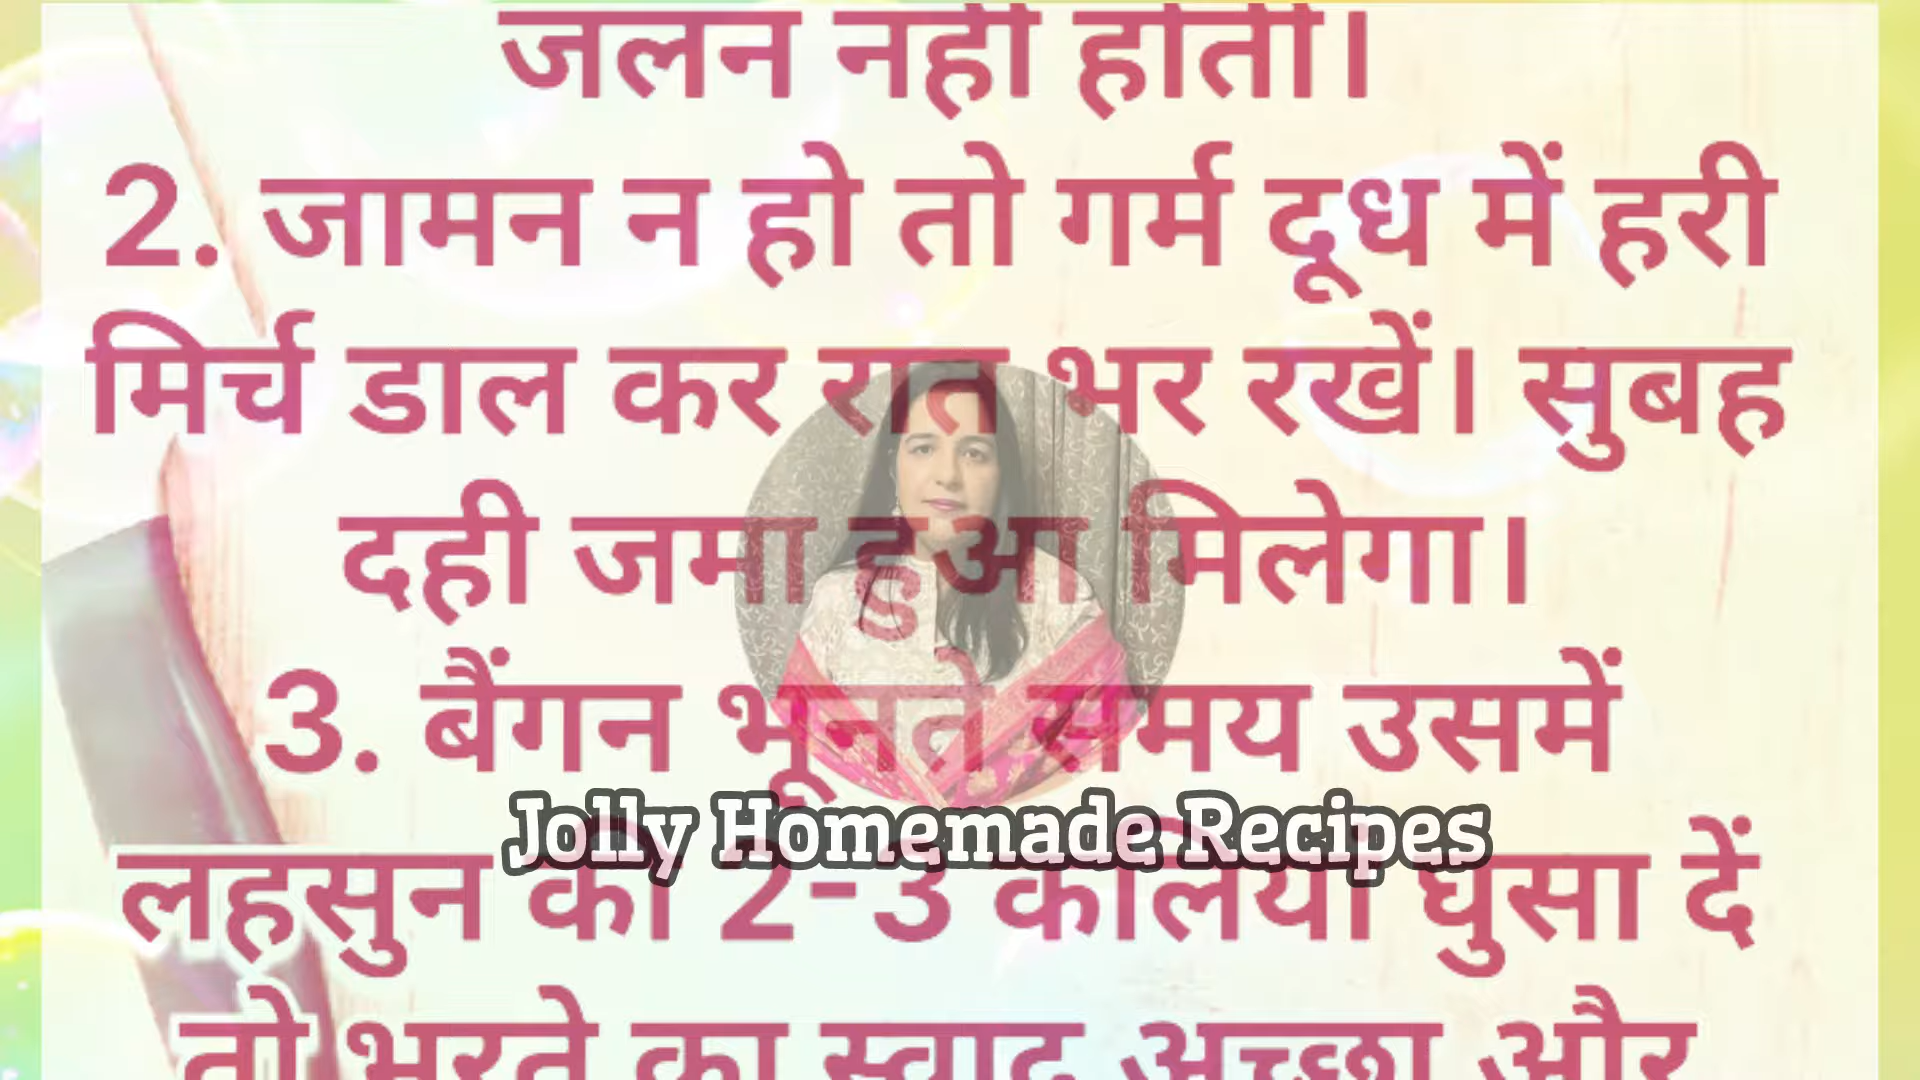 जलन नहीं होती।
2. जामन न हो तो गर्म दूध में हरी
मिर्च डाल कर रात भर रखें। सुबह
दही जमा हुआ मिलेगा।
3. बैंगन भूनते समय उसमें
Jolly Homemade Recipes
लहसुन की 2-3 कलियां घुसा दें
तो भरते का स्वाद अच्छा और